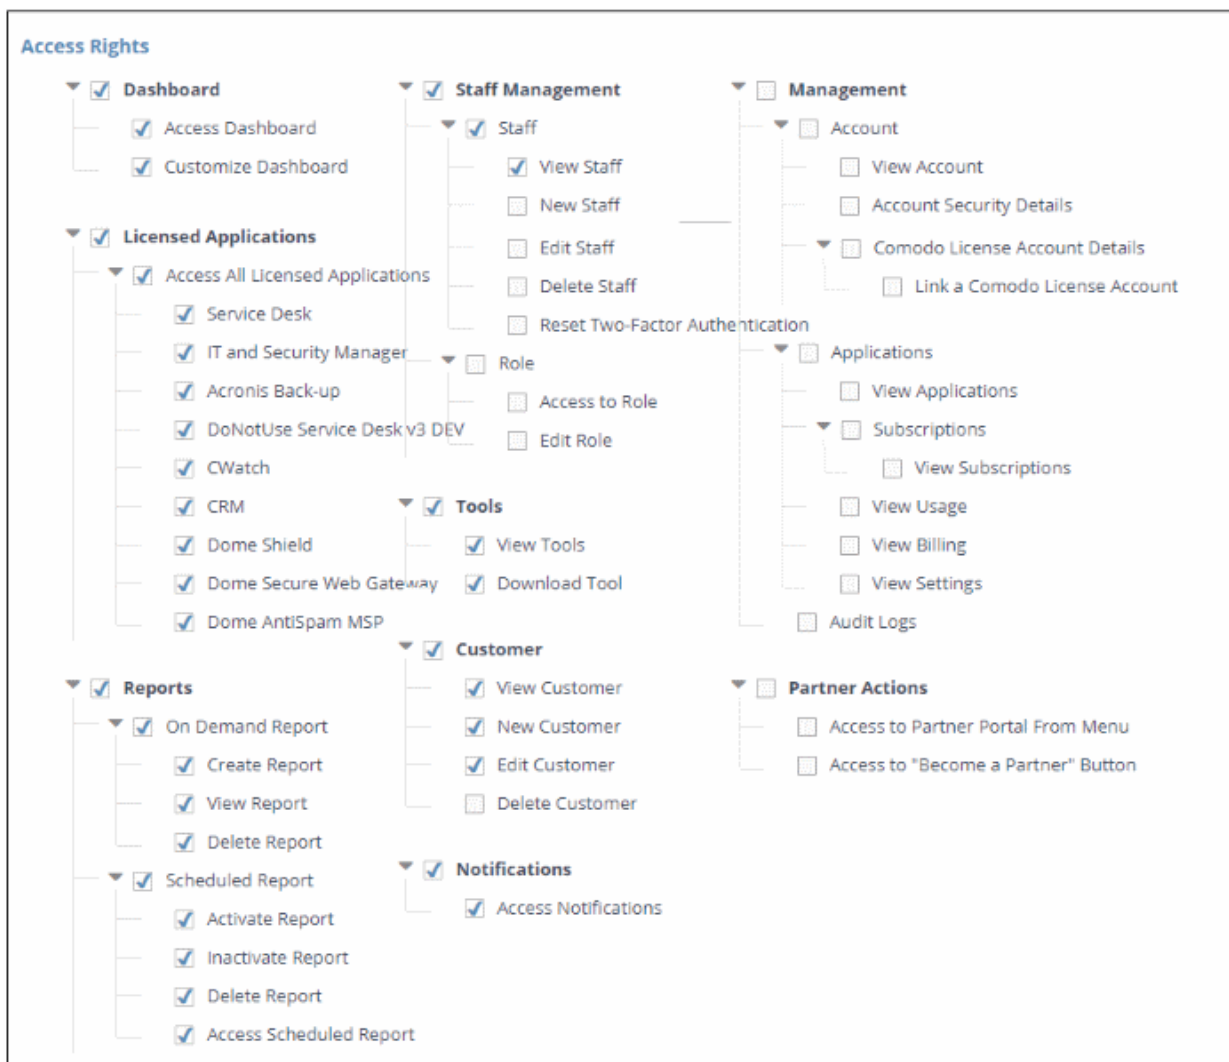 Access Rights
Dashboard
Access Dashboard
Customize Dashboard
Licensed Applications
Access All Licensed Applications
Service Desk
IT and Security Manager
Acronis Back-up
DoNotUse Service Desk v3 DEV
CWatch
CRM
Dome Shield
Dome Secure Web Gateway
Dome AntiSpam MSP
Reports
On Demand Report
Create Report
View Report
Delete Report
Scheduled Report
Activate Report
Inactivate Report
Delete Report
Access Scheduled Report
Staff Management
Staff
View Staff
New Staff
Edit Staff
Delete Staff
Reset Two-Factor Authentication
Role
Access to Role
Edit Role
Tools
View Tools
Download Tool
Customer
View Customer
New Customer
Edit Customer
Delete Customer
Notifications
Access Notifications
Management
Account
View Account
Account Security Details
Comodo License Account Details
Link a Comodo License Account
Applications
View Applications
Subscriptions
View Subscriptions
View Usage
View Billing
View Settings
Audit Logs
Partner Actions
Access to Partner Portal From Menu
Access to "Become a Partner" Button